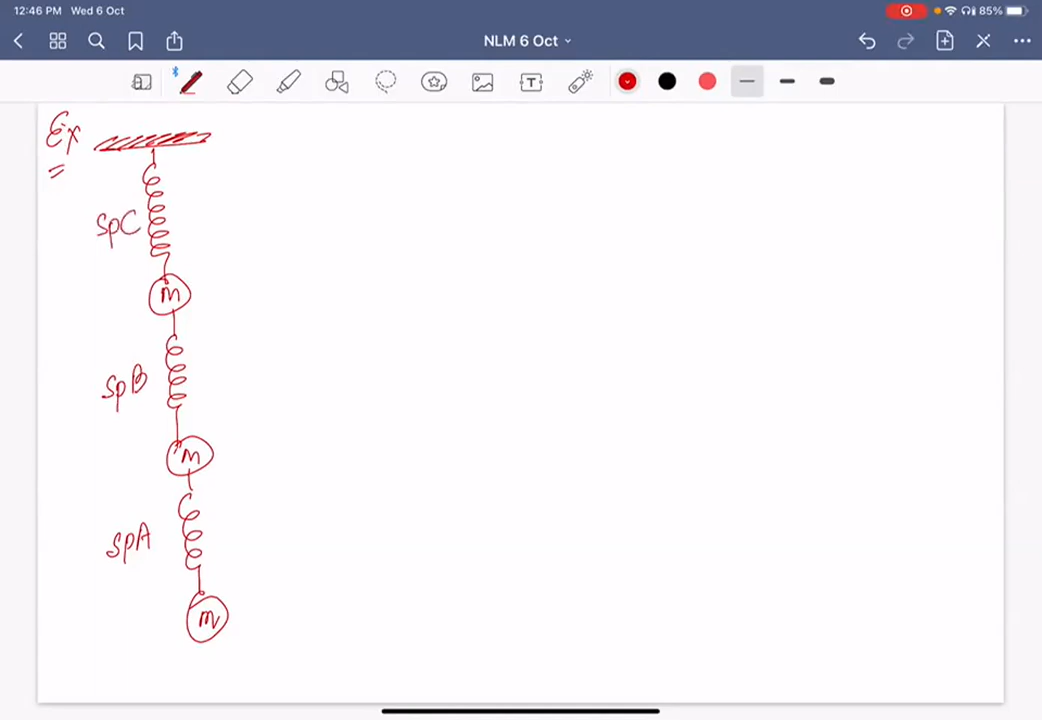 12:46 PM Wed 6 Oct
85%
NLM 6 Oct
T
Ex
SpC
m
SpB
m
SpA
m